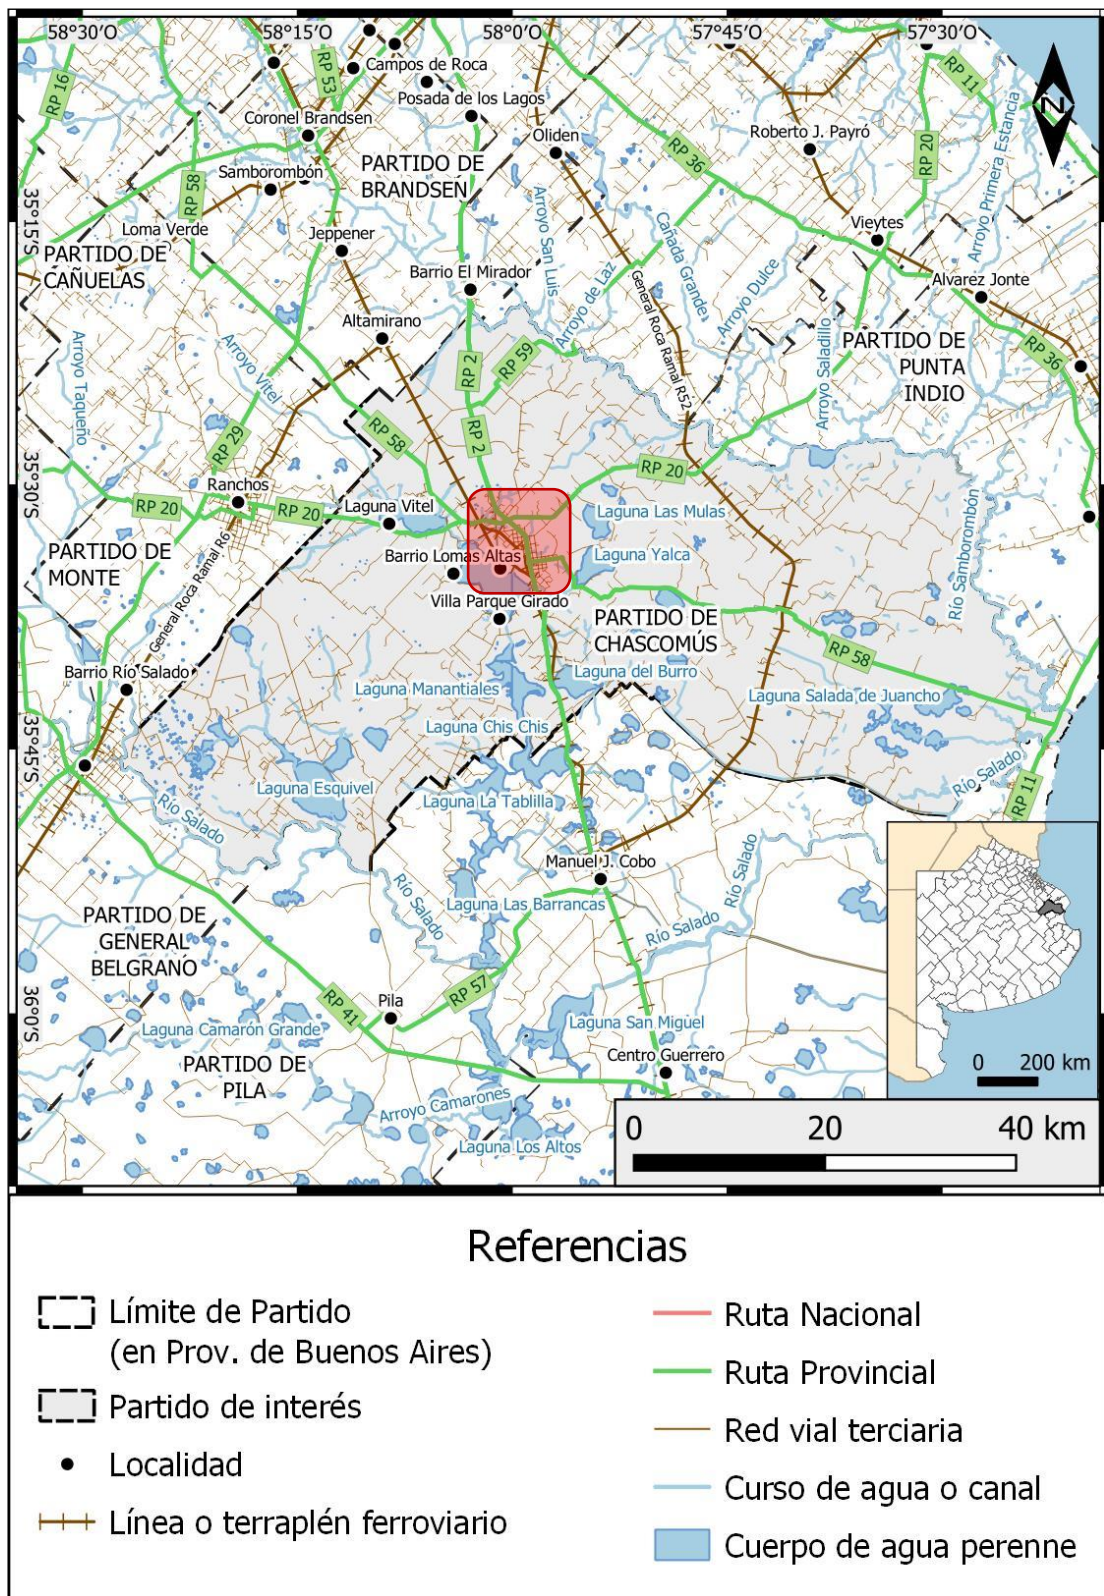 58°30'O
58°15'O
58°0'O
57°45'O
57°30'O
RP 16
RP 53
Campos de Roca
Posada de los Lagos
RP 11
Coronel Brandsen
Oliden
Roberto J. Payró
RP 20
RP 36
Arroyo Primera Estancia
N
PARTIDO DE
BRANDSEN
Samborombón
RP 58
35°15'S
Loma Verde
Jeppener
Arroyo San Luis
Cañada Grande
Vieytes
PARTIDO DE
CAÑUELAS
Barrio El Mirador
Arroyo de Laz
General Roca Ramal R52
Arroyo Dulce
Alvarez Jonte
Altamirano
Arroyo Saladillo
PARTIDO DE
PUNTA
INDIO
RP 36
Arroyo Taqueño
Arroyo Vitel
RP 2
RP 59
RP 58
RP 2
RP 29
RP 20
35°30'S
Ranchos
RP 20
RP 20
Laguna Vitel
Laguna Las Mulas
Río Samborombón
PARTIDO DE
MONTE
General Roca Ramal R6
Barrio Lomas Altas
Laguna Yalca
Villa Parque Girado
PARTIDO DE
CHASCOMÚS
RP 58
Barrio Río Salado
Laguna Manantiales
Laguna del Burro
Laguna Salada de Juancho
Laguna Chis Chis
35°45'S
Río Salado
Laguna Esquivel
Laguna La Tablilla
Río Salado
RP 11
Manuel J. Cobo
Río Salado
Río Salado
Laguna Las Barrancas
Río Salado
PARTIDO DE
GENERAL
BELGRANO
RP 57
36°0'S
RP 41
Pila
Laguna Camarón Grande
Laguna San Miguel
PARTIDO DE
PILA
Centro Guerrero
0 200 km
Arroyo Camarones
Laguna Los Altos
0 20 40 km
Referencias
Límite de Partido
(en Prov. de Buenos Aires)
Partido de interés
Localidad
Línea o terraplén ferroviario
Ruta Nacional
Ruta Provincial
Red vial terciaria
Curso de agua o canal
Cuerpo de agua perenne